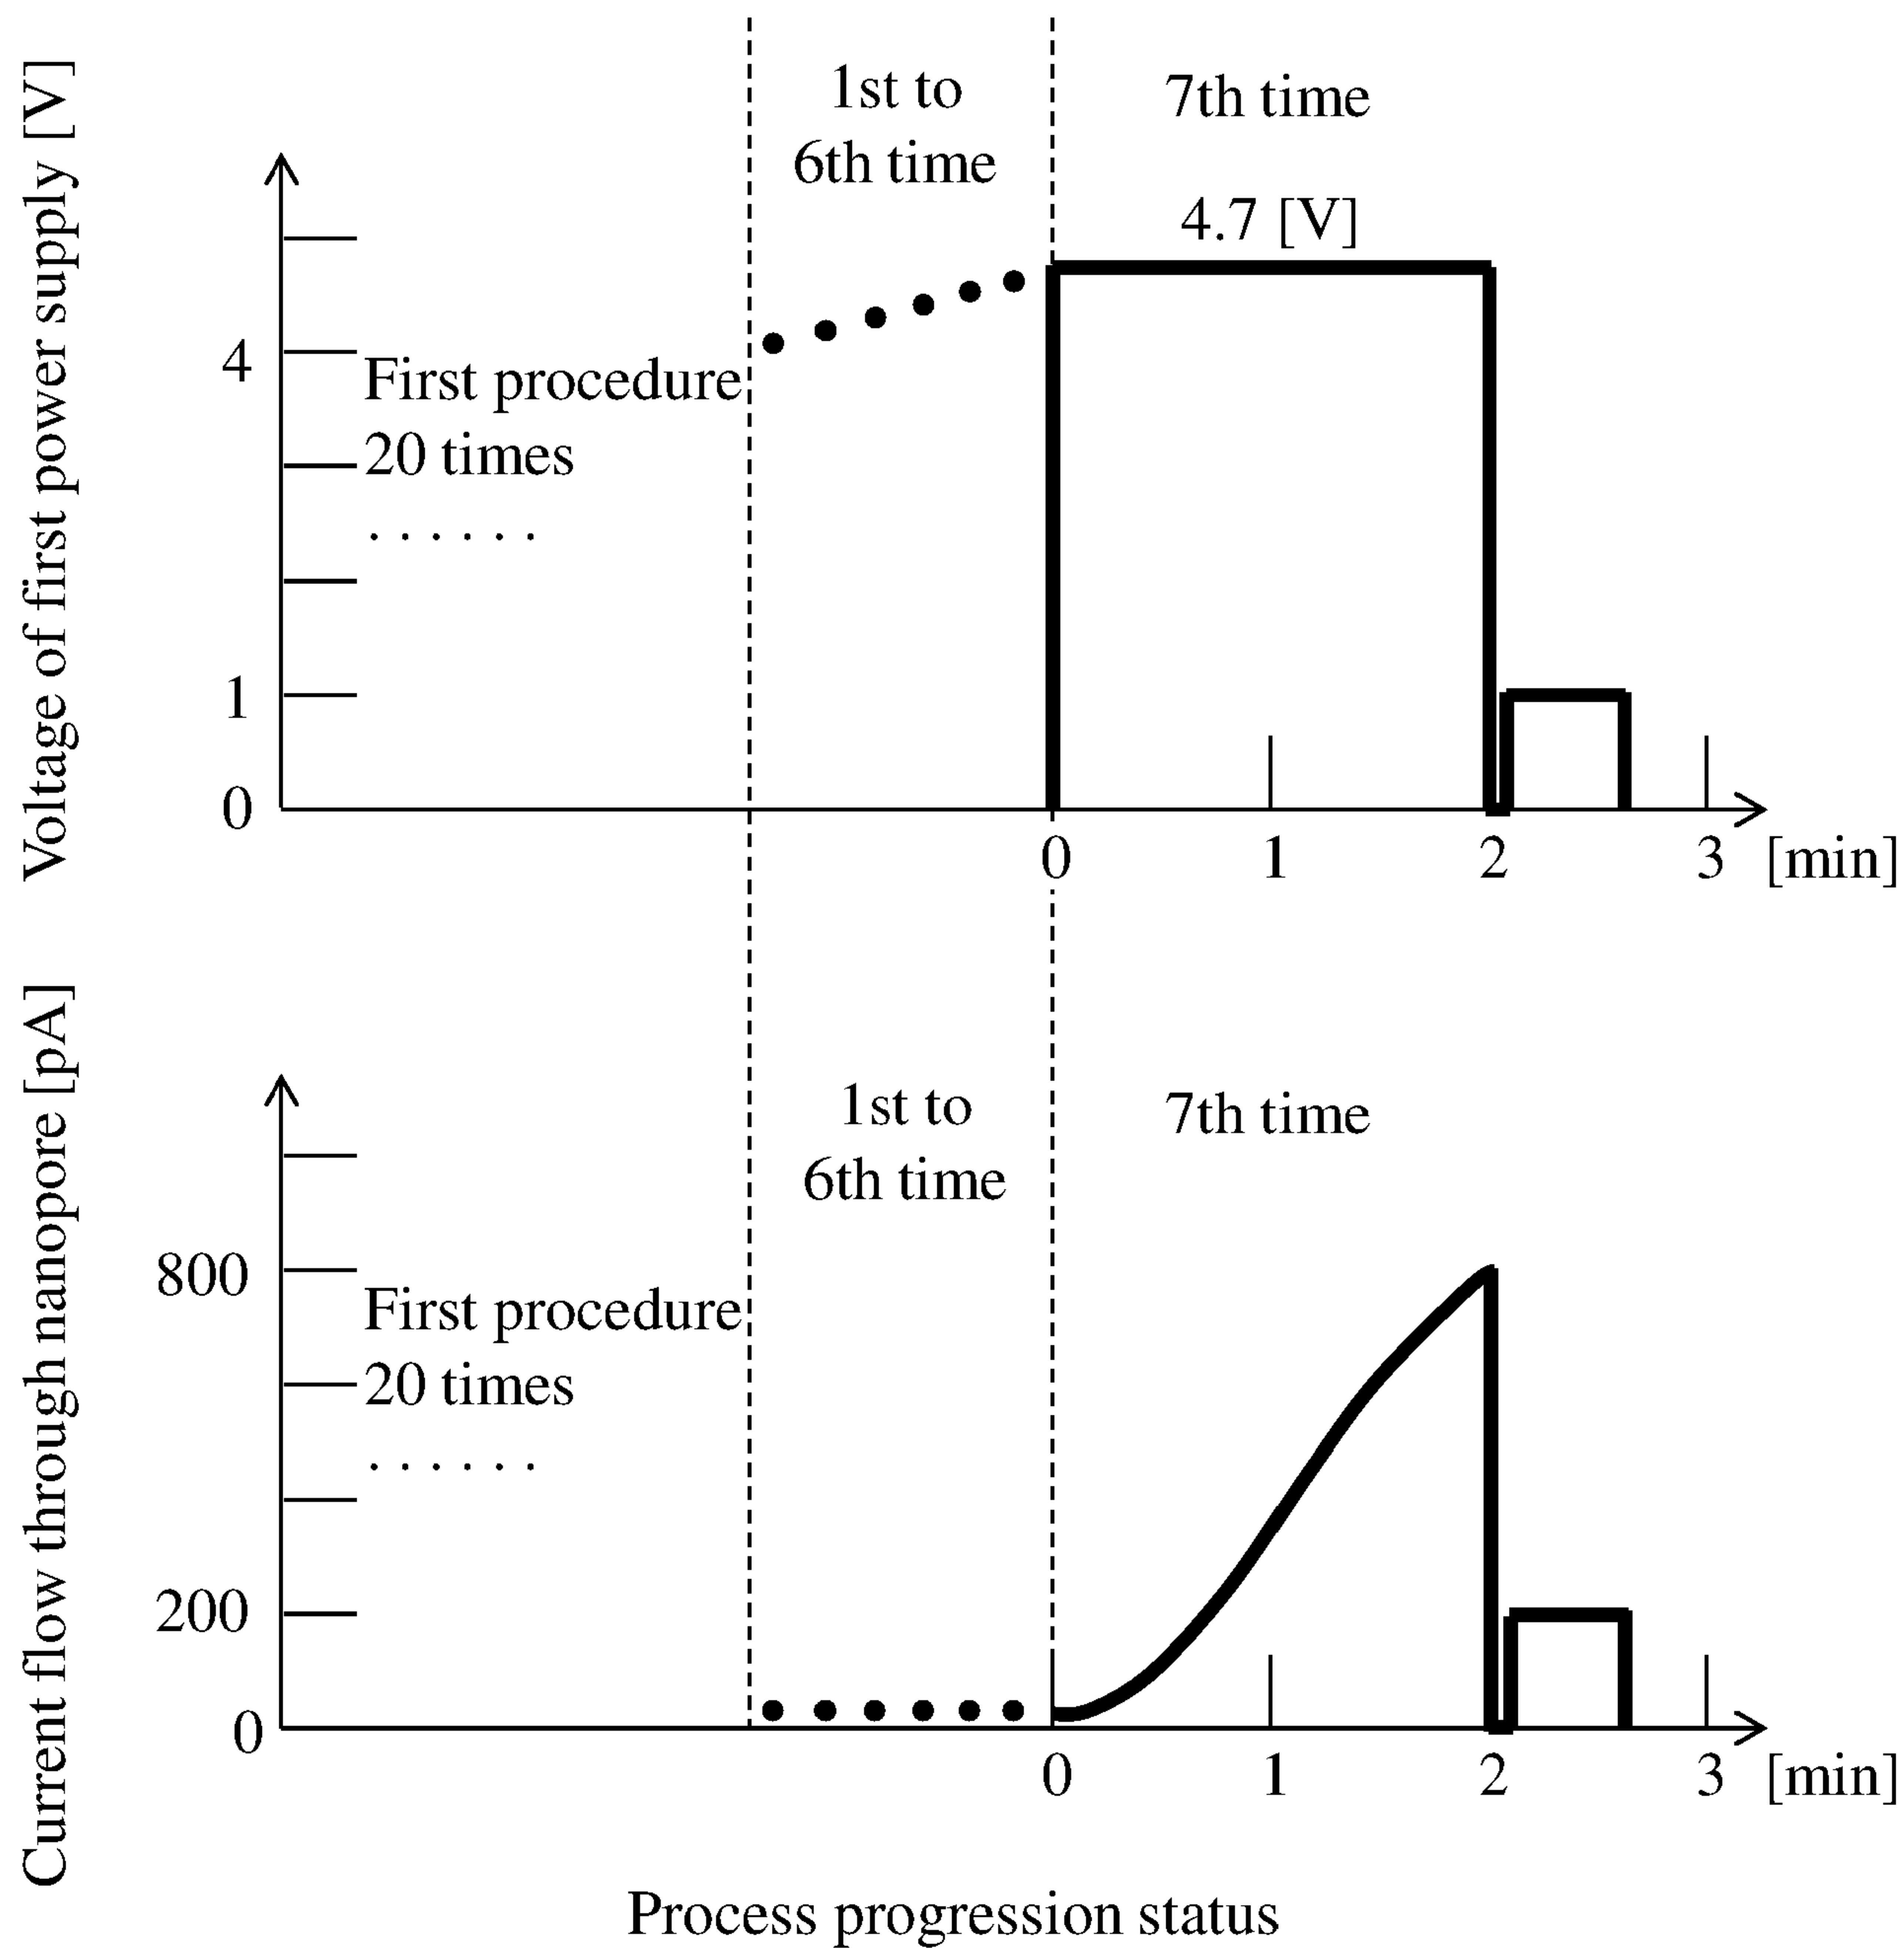 Voltage of first power supply [V]
1st to
6th time
7th time
4.7 [V]
4
First procedure
20 times
......
1
0
0
1
2
3
[min]
Current flow through nanopore [pA]
1st to
6th time
7th time
800
First procedure
20 times
......
200
0
0
1
2
3
[min]
Process progression status